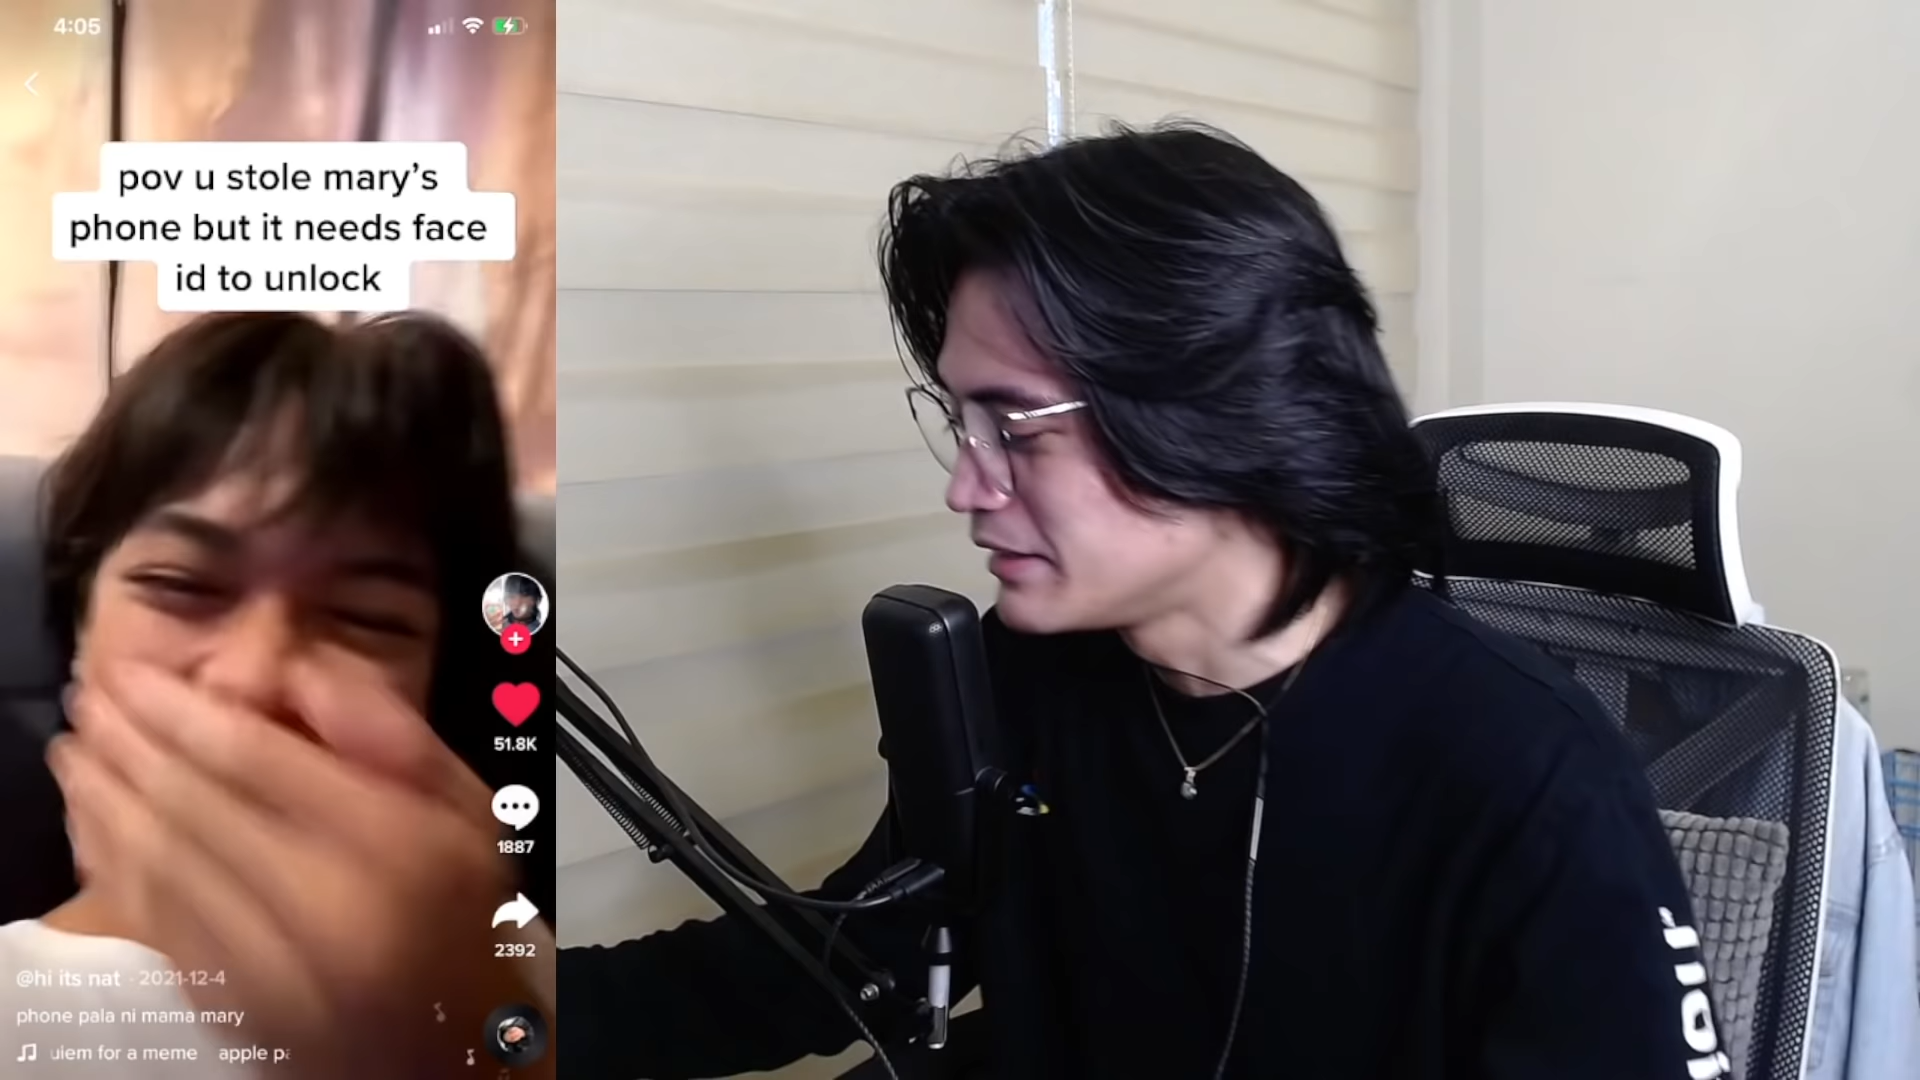 4:05
pov u stole mary’s
phone but it needs face
id to unlock
51.8K
1887
2392
@hi its nat · 2021-12-4
phone pala ni mama mary
uiem for a meme apple pa